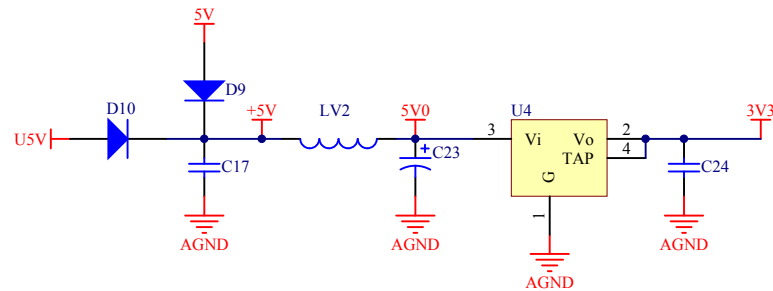 5V
D9
D10
LV2
+5V
5V0
U4
3V3
U5V
3
Vi
Vo
2
+
C23
TAP
4
C17
G
C24
1
AGND
AGND
AGND
AGND